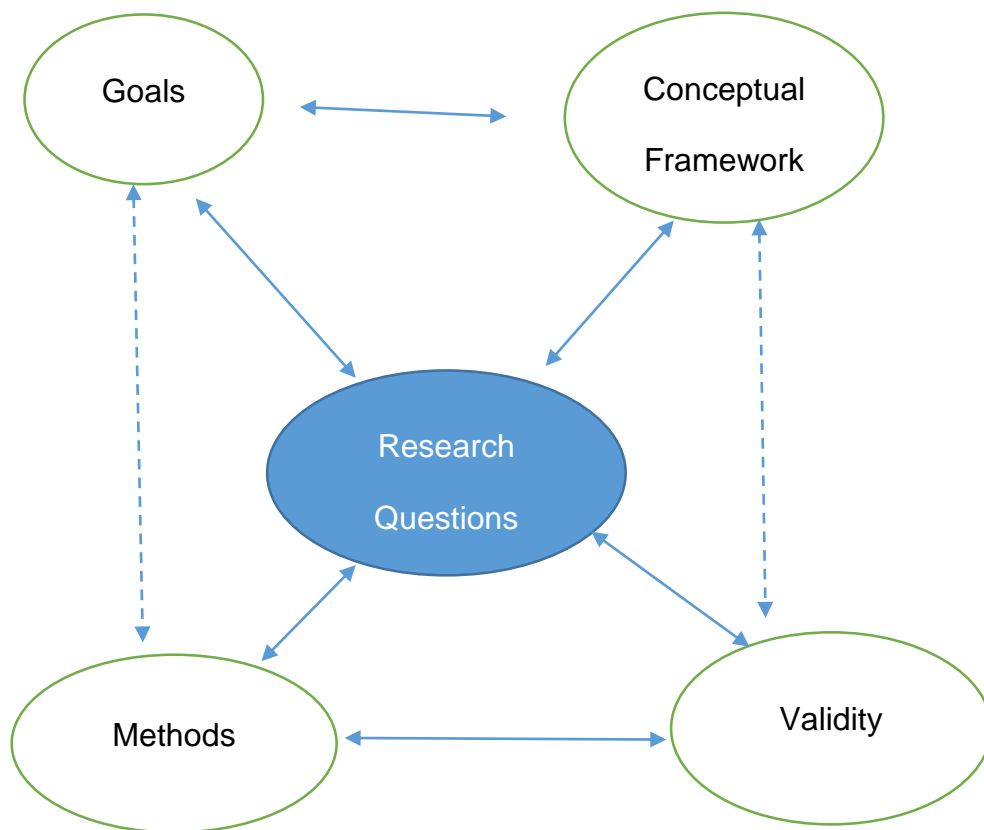 Goals
Conceptual
Framework
Research
Questions
Methods
Validity